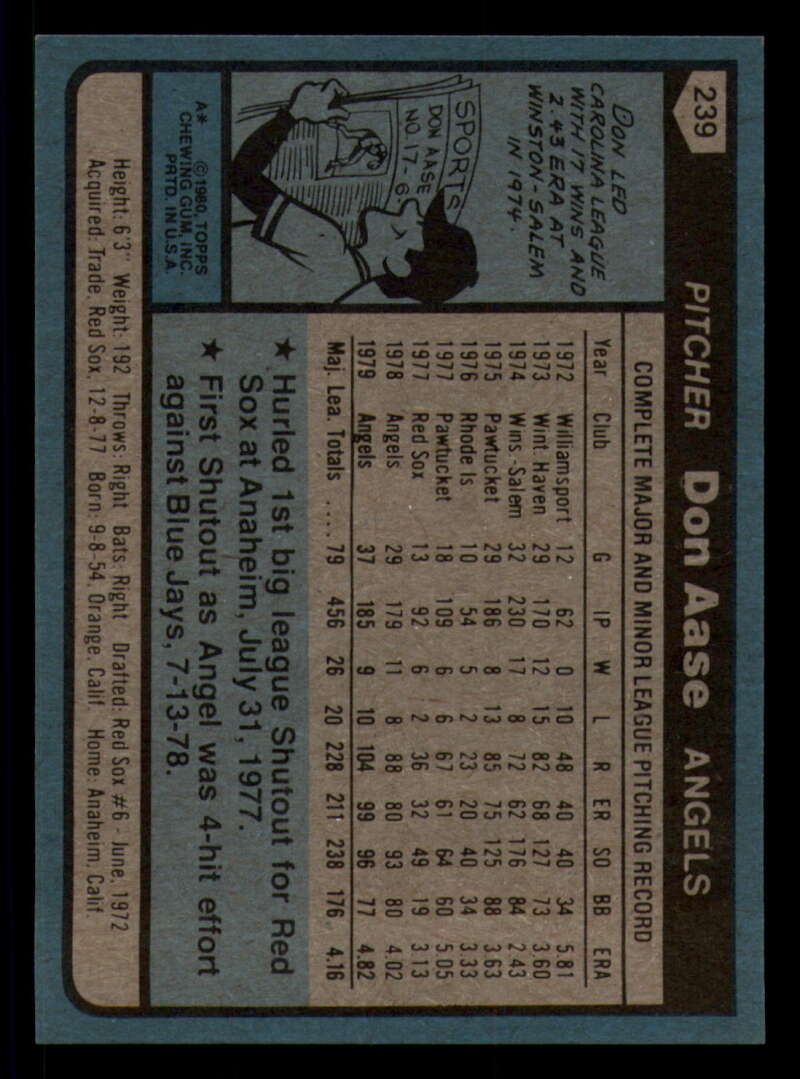 239
PITCHER Don Aase ANGELS
DON LED
CAROLINA LEAGUE
WITH 17 WINS AND
2.43 ERA AT
WINSTON-SALEM
IN 1974.
SPORTS
DON AASE
NO. 17-6
A* ©1980, TOPPS
CHEWING GUM, INC.
PRTD. IN U.S.A.
COMPLETE MAJOR AND MINOR LEAGUE PITCHING RECORD
Year Club G IP W L R ER SO BB ERA
1972 Williamsport 12 62 0 10 48 40 40 34 5.81
1973 Wint Haven 29 170 12 15 82 68 127 73 3.60
1974 Wins.-Salem 32 230 17 8 72 62 176 84 2.43
1975 Pawtucket 29 186 8 13 85 75 125 88 3.63
1976 Rhode Is 10 54 5 2 23 20 40 34 3.33
1977 Pawtucket 18 109 6 6 67 61 64 60 5.05
1977 Red Sox 13 92 6 2 36 32 49 19 3.13
1978 Angels 29 179 11 8 88 80 93 80 4.02
1979 Angels 37 185 9 10 104 99 96 77 4.82
Maj. Lea. Totals .... 79 456 26 20 228 211 238 176 4.16
★ Hurled 1st big league Shutout for Red
Sox at Anaheim, July 31, 1977.
★ First Shutout as Angel was 4-hit effort
against Blue Jays, 7-13-78.
Height: 6'3" Weight: 192 Throws: Right Bats: Right Drafted: Red Sox #6 - June, 1972
Acquired: Trade, Red Sox, 12-8-77 Born: 9-8-54, Orange, Calif. Home: Anaheim, Calif.